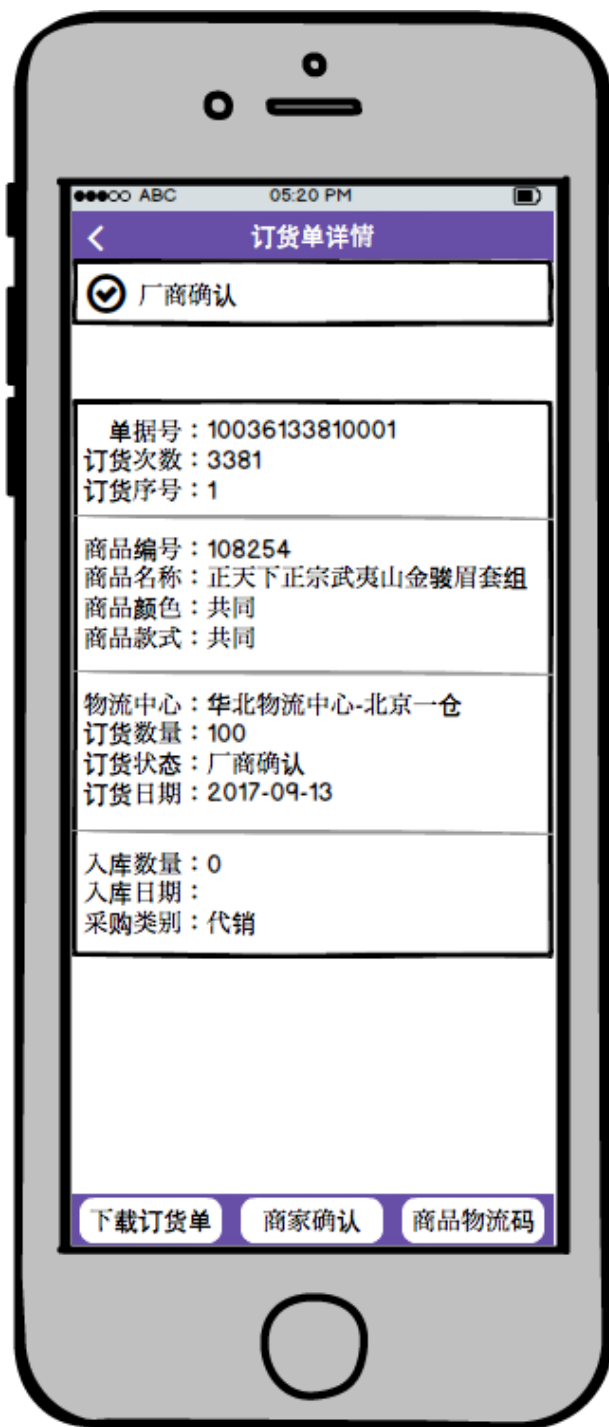 ABC 05:20 PM
订货单详情
厂商确认
单据号：10036133810001
订货次数：3381
订货序号：1
商品编号：108254
商品名称：正天下正宗武夷山金骏眉套组
商品颜色：共同
商品款式：共同
物流中心：华北物流中心-北京一仓
订货数量：100
订货状态：厂商确认
订货日期：2017-09-13
入库数量：0
入库日期：
采购类别：代销
下载订货单 商家确认 商品物流码